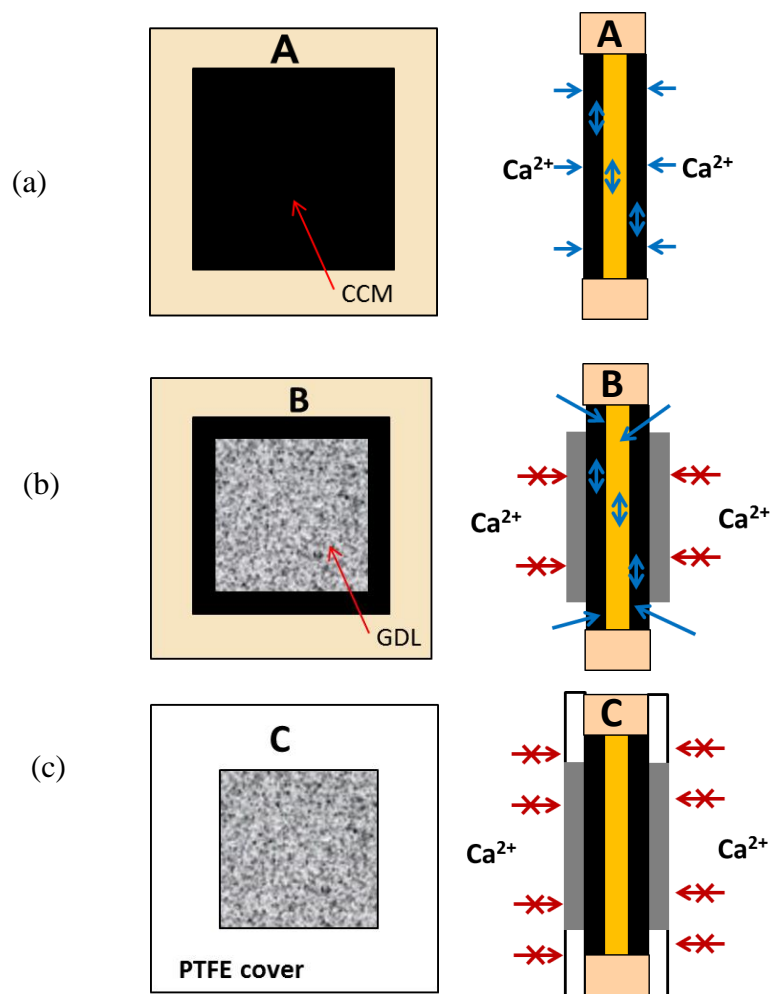 A
A
(a)
Ca²⁺
Ca²⁺
CCM
B
B
(b)
Ca²⁺
Ca²⁺
GDL
C
C
(c)
Ca²⁺
Ca²⁺
PTFE cover